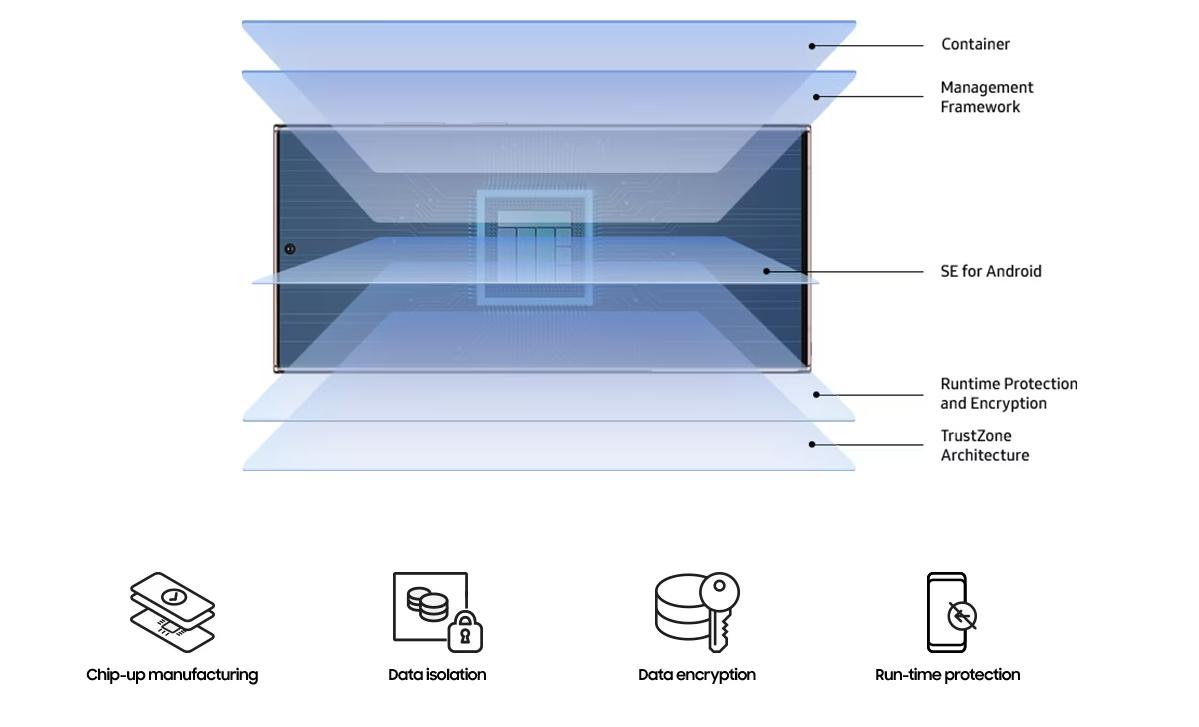 Container
Management
Framework
SE for Android
Runtime Protection
and Encryption
TrustZone
Architecture
Chip-up manufacturing
Data isolation
Data encryption
Run-time protection